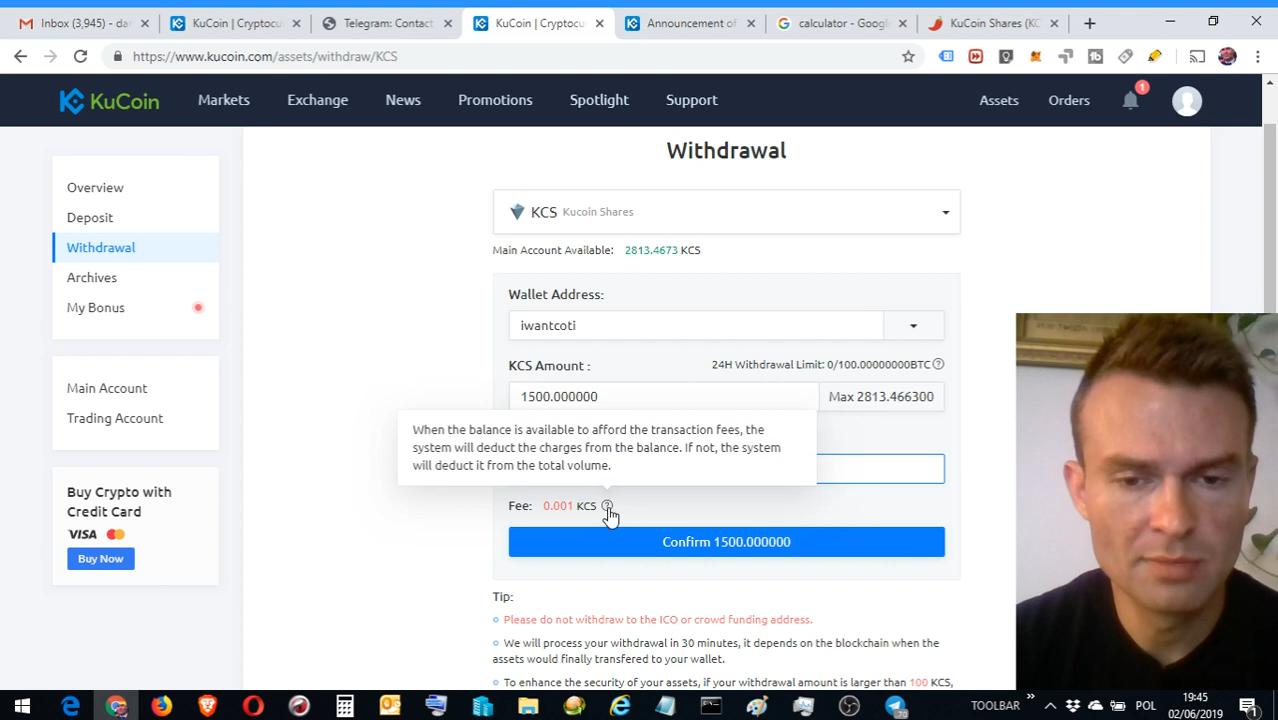 Inbox (3,945) - da
KuCoin | Cryptocu
Telegram: Contact
KuCoin | Cryptocu
Announcement of
calculator - Google
KuCoin Shares (KC
https://www.kucoin.com/assets/withdraw/KCS
KuCoin
Markets
Exchange
News
Promotions
Spotlight
Support
Assets
Orders
1
Overview
Deposit
Withdrawal
Archives
My Bonus
Main Account
Trading Account
Buy Crypto with
Credit Card
VISA
Buy Now
Withdrawal
KCS Kucoin Shares
Main Account Available: 2813.4673 KCS
Wallet Address:
iwantcoti
KCS Amount : 24H Withdrawal Limit: 0/100.00000000BTC
1500.000000 Max 2813.466300
When the balance is available to afford the transaction fees, the
system will deduct the charges from the balance. If not, the system
will deduct it from the total volume.
Fee: 0.001 KCS
Confirm 1500.000000
Tip:
Please do not withdraw to the ICO or crowd funding address.
We will process your withdrawal in 30 minutes, it depends on the blockchain when the
assets would finally transfered to your wallet.
To enhance the security of your assets, if your withdrawal amount is larger than 100 KCS,
TOOLBAR
POL
19:45
02/06/2019